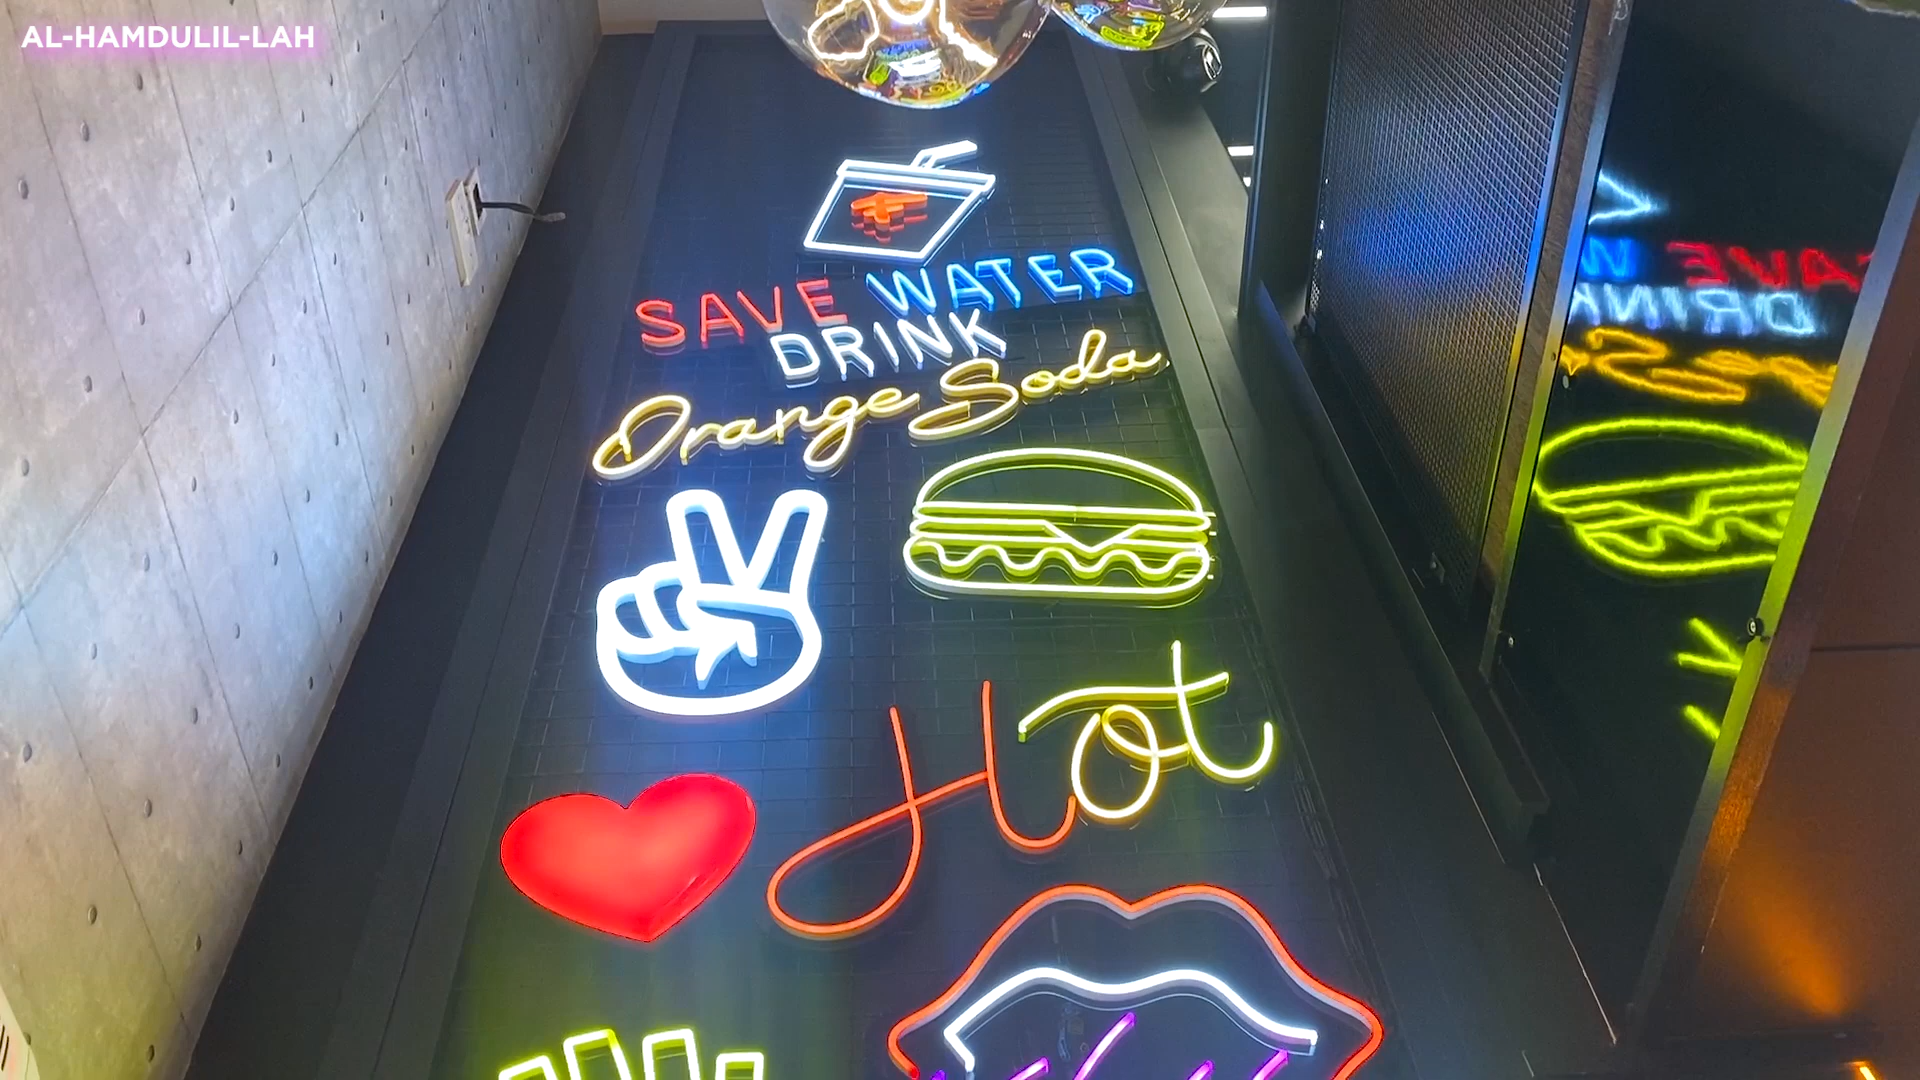 AL-HAMDULIL-LAH
SAVE WATER
DRINK
Orange Soda
Hot